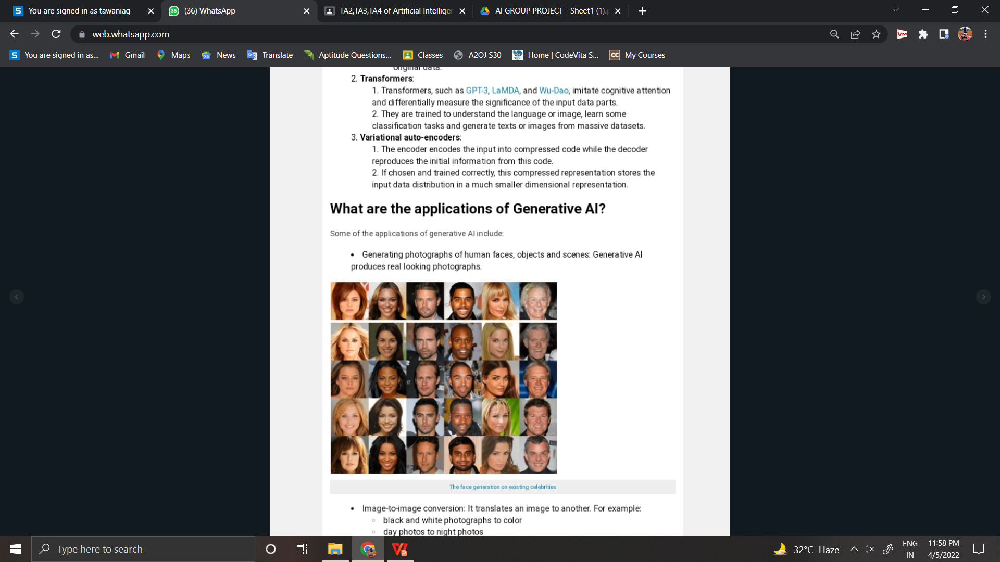 You are signed in as tawaniag
(36) WhatsApp
TA2,TA3,TA4 of Artificial Intelliger
AI GROUP PROJECT - Sheet1 (1).p
web.whatsapp.com
You are signed in as...
Gmail
Maps
News
Translate
Aptitude Questions...
Classes
A2OJ S30
Home | CodeVita S...
My Courses
original data.
2. Transformers:
1. Transformers, such as GPT-3, LaMDA, and Wu-Dao, imitate cognitive attention
and differentially measure the significance of the input data parts.
2. They are trained to understand the language or image, learn some
classification tasks and generate texts or images from massive datasets.
3. Variational auto-encoders:
1. The encoder encodes the input into compressed code while the decoder
reproduces the initial information from this code.
2. If chosen and trained correctly, this compressed representation stores the
input data distribution in a much smaller dimensional representation.
What are the applications of Generative AI?
Some of the applications of generative AI include:
• Generating photographs of human faces, objects and scenes: Generative AI
produces real looking photographs.
The face generation on existing celebrities
• Image-to-image conversion: It translates an image to another. For example:
○ black and white photographs to color
○ day photos to night photos
Type here to search
32°C Haze
ENG
IN
11:58 PM
4/5/2022